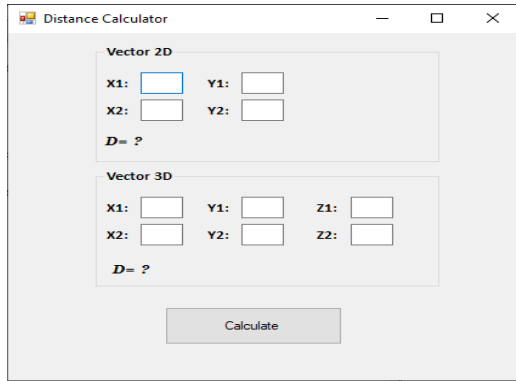 Distance Calculator
Vector 2D
X1: Y1:
X2: Y2:
D= ?
Vector 3D
X1: Y1: Z1:
X2: Y2: Z2:
D= ?
Calculate